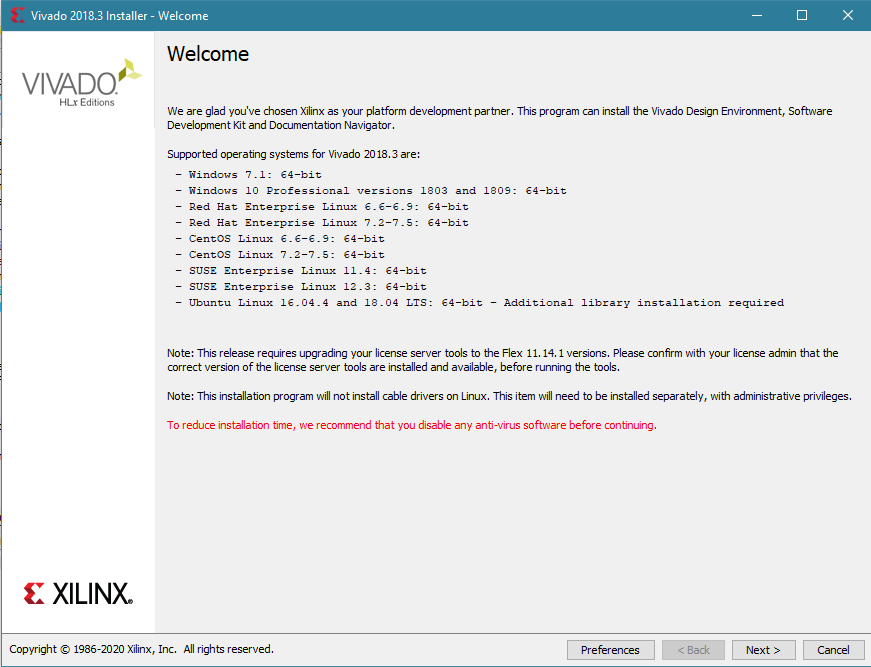 Vivado 2018.3 Installer - Welcome
VIVADO.
HLx Editions
Welcome
We are glad you've chosen Xilinx as your platform development partner. This program can install the Vivado Design Environment, Software
Development Kit and Documentation Navigator.
Supported operating systems for Vivado 2018.3 are:
- Windows 7.1: 64-bit
- Windows 10 Professional versions 1803 and 1809: 64-bit
- Red Hat Enterprise Linux 6.6-6.9: 64-bit
- Red Hat Enterprise Linux 7.2-7.5: 64-bit
- CentOS Linux 6.6-6.9: 64-bit
- CentOS Linux 7.2-7.5: 64-bit
- SUSE Enterprise Linux 11.4: 64-bit
- SUSE Enterprise Linux 12.3: 64-bit
- Ubuntu Linux 16.04.4 and 18.04 LTS: 64-bit - Additional library installation required
Note: This release requires upgrading your license server tools to the Flex 11.14.1 versions. Please confirm with your license admin that the
correct version of the license server tools are installed and available, before running the tools.
Note: This installation program will not install cable drivers on Linux. This item will need to be installed separately, with administrative privileges.
To reduce installation time, we recommend that you disable any anti-virus software before continuing.
XILINX®
Copyright © 1986-2020 Xilinx, Inc. All rights reserved.
Preferences
< Back
Next >
Cancel